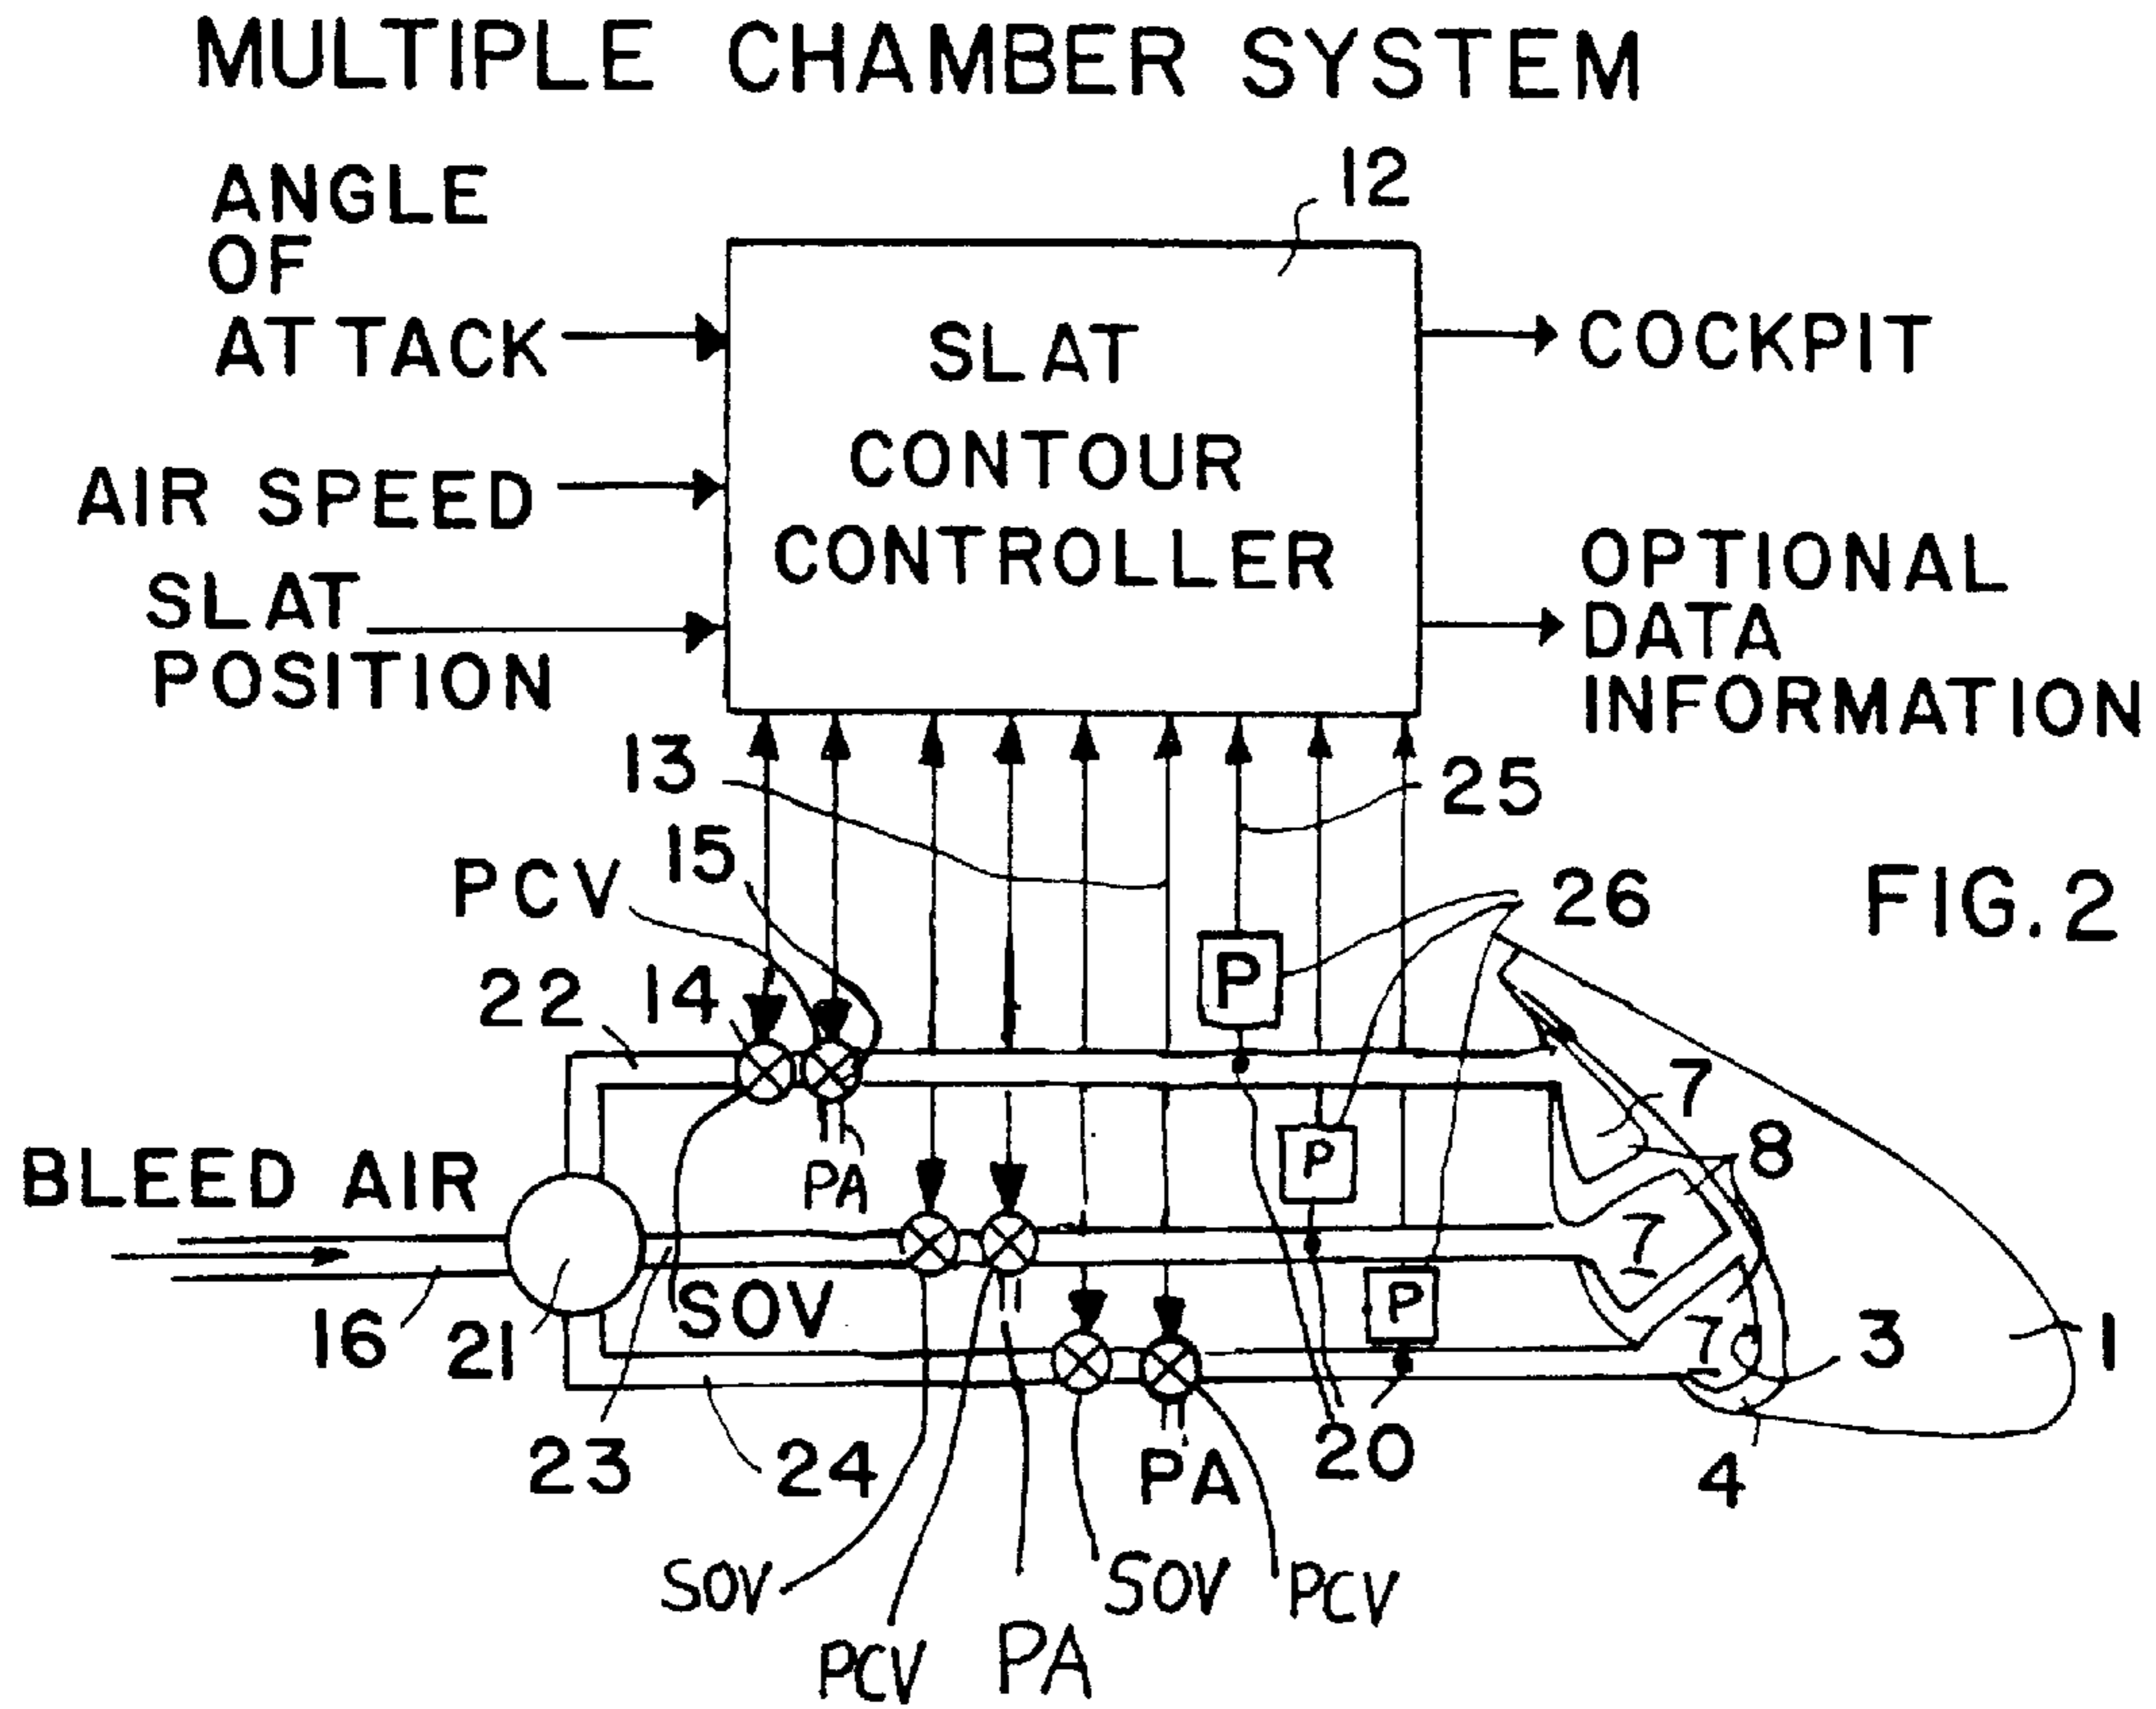 MULTIPLE CHAMBER SYSTEM
12
ANGLE
OF
ATTACK
COCKPIT
SLAT
CONTOUR
CONTROLLER
AIR SPEED
SLAT
POSITION
OPTIONAL
DATA
INFORMATION
13
25
15
PCV
26
FIG.2
22
14
P
7
8
BLEED AIR
PA
P
7
SOV
P
16
21
7a
3
1
23
24
PA
20
4
SOV
SOV
PCV
PCV
PA